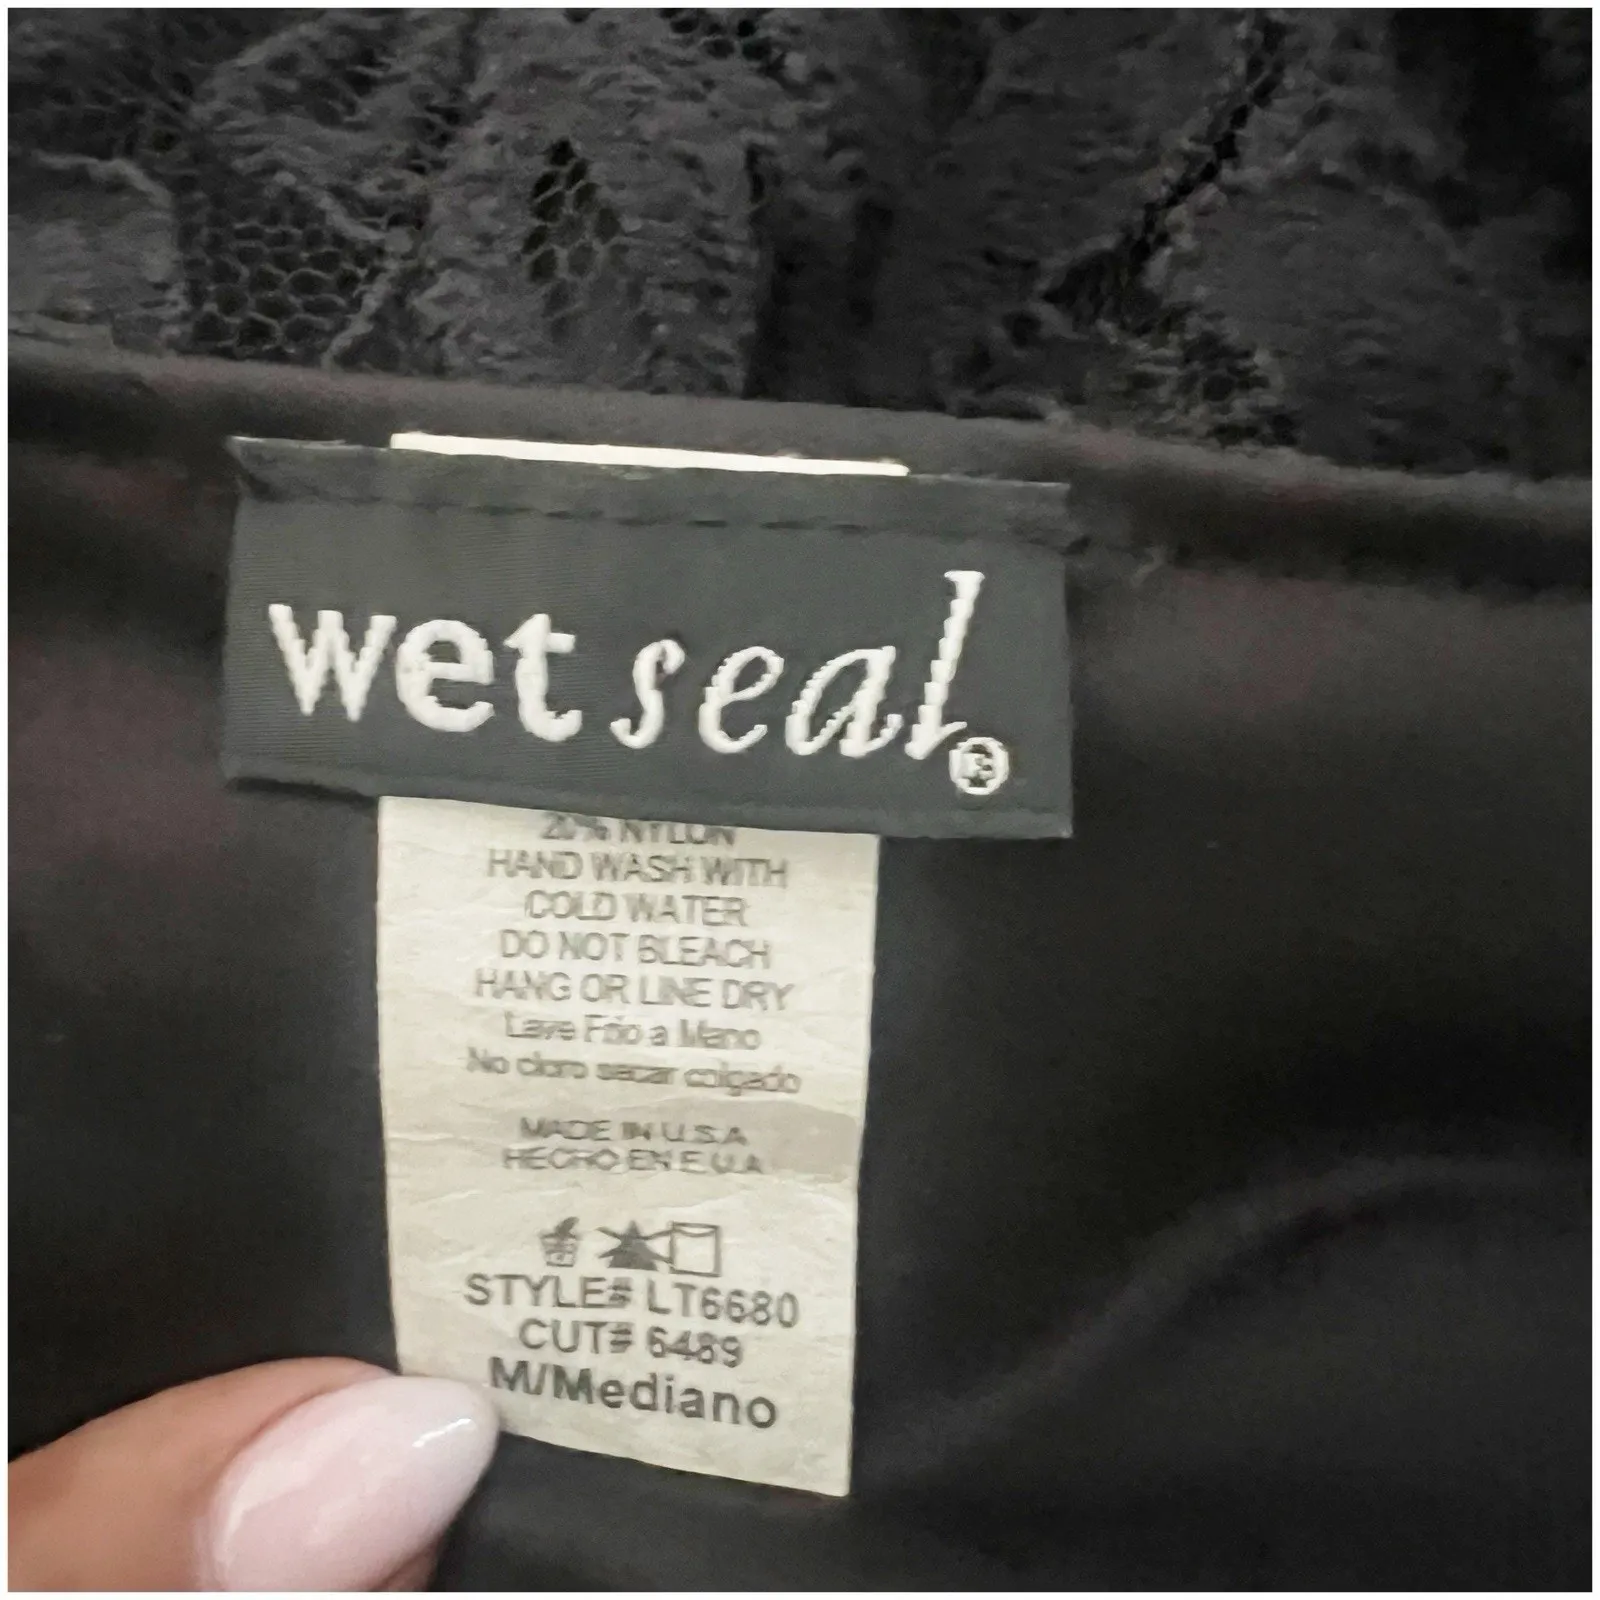 wet seal®
20% NYLON
HAND WASH WITH
COLD WATER
DO NOT BLEACH
HANG OR LINE DRY
Lave Frio a Mano
No cloro secar colgado
MADE IN U.S.A
HECHO EN E.U.A
STYLE# LT6680
CUT# 6489
M/Mediano